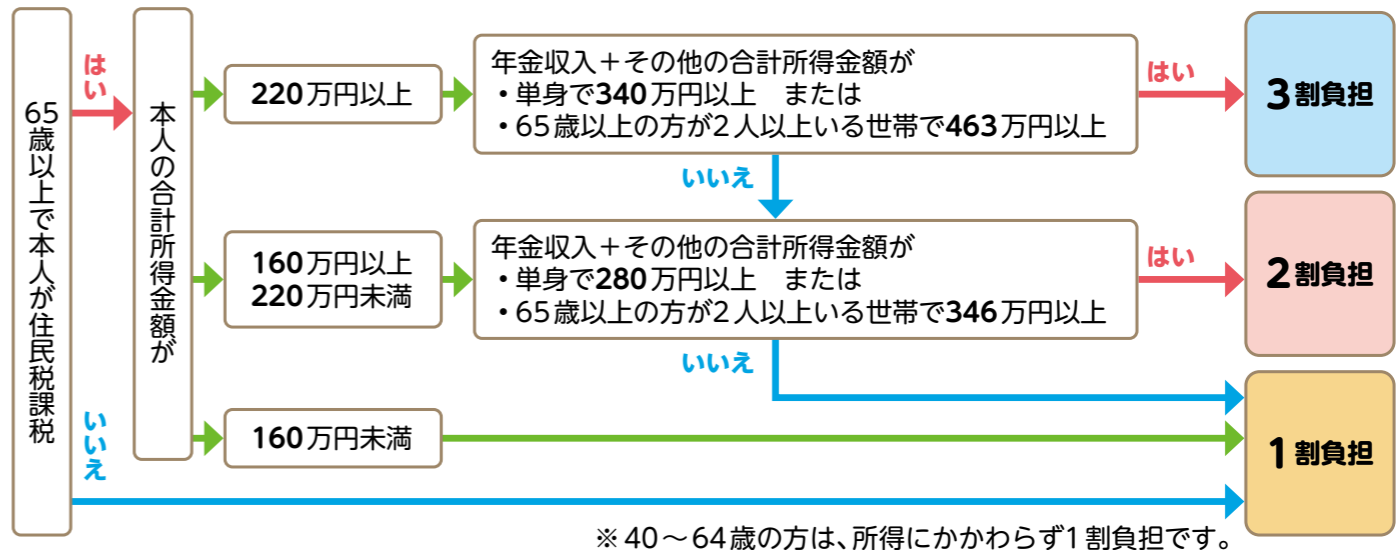 65歳以上で本人が住民税課税
はい
いいえ
本人の合計所得金額が
220万円以上
年金収入＋その他の合計所得金額が
・単身で340万円以上　または
・65歳以上の方が2人以上いる世帯で463万円以上
はい
3割負担
いいえ
160万円以上
220万円未満
年金収入＋その他の合計所得金額が
・単身で280万円以上　または
・65歳以上の方が2人以上いる世帯で346万円以上
はい
2割負担
いいえ
160万円未満
1割負担
※40～64歳の方は、所得にかかわらず1割負担です。